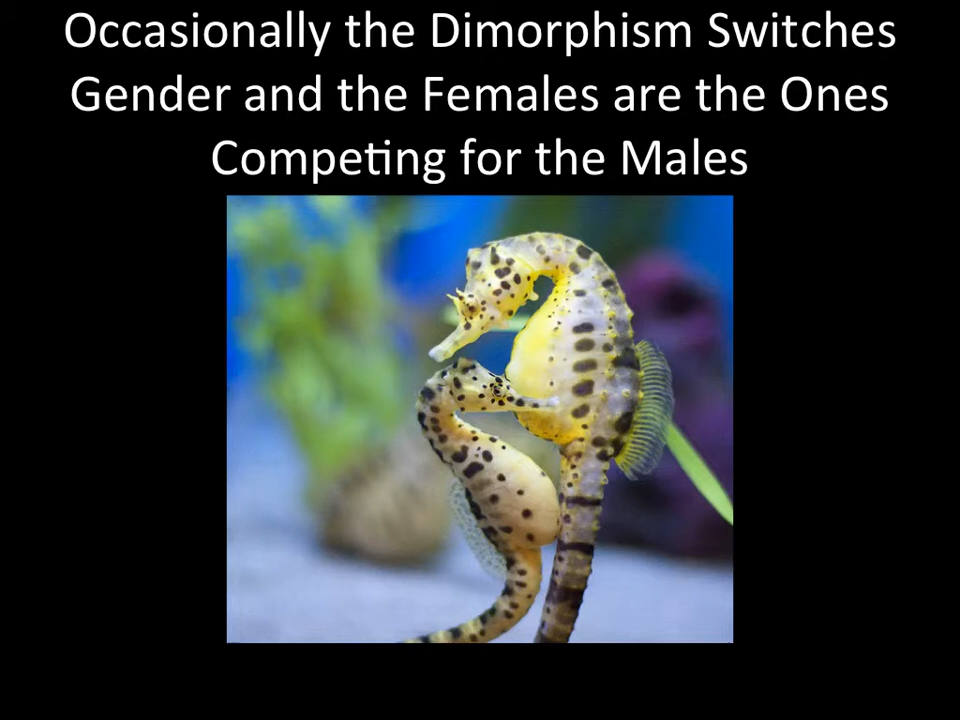 Occasionally the Dimorphism Switches
Gender and the Females are the Ones
Competing for the Males